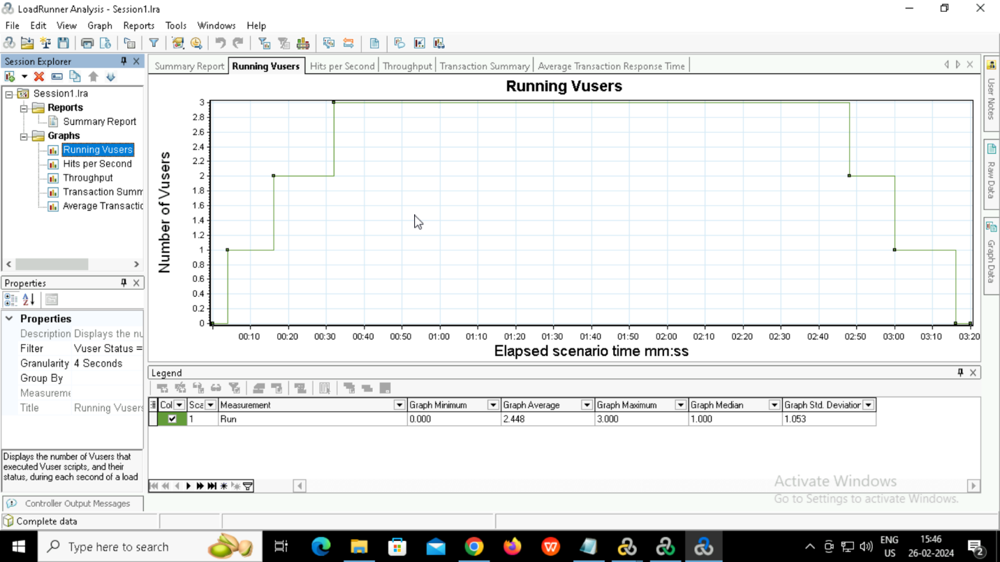 LoadRunner Analysis - Session1.lra
File Edit View Graph Reports Tools Windows Help
Session Explorer
Session1.lra
Reports
Summary Report
Graphs
Running Vusers
Hits per Second
Throughput
Transaction Summ
Average Transactic
Properties
Properties
Description Displays the nu
Filter Vuser Status =
Granularity 4 Seconds
Group By
Measureme
Title Running Vusers
Displays the number of Vusers that
executed Vuser scripts, and their
status, during each second of a load
Controller Output Messages
Complete data
Summary Report Running Vusers Hits per Second Throughput Transaction Summary Average Transaction Response Time
Running Vusers
Number of Vusers
3
2.8
2.6
2.4
2.2
2
1.8
1.6
1.4
1.2
1
0.8
0.6
0.4
0.2
0
00:10 00:20 00:30 00:40 00:50 01:00 01:10 01:20 01:30 01:40 01:50 02:00 02:10 02:20 02:30 02:40 02:50 03:00 03:10 03:20
Elapsed scenario time mm:ss
Legend
Col Sca Measurement Graph Minimum Graph Average Graph Maximum Graph Median Graph Std. Deviation
1 Run 0.000 2.448 3.000 1.000 1.053
User Notes
Raw Data
Graph Data
Activate Windows
Go to Settings to activate Windows.
Type here to search
ENG
US
15:46
26-02-2024
2